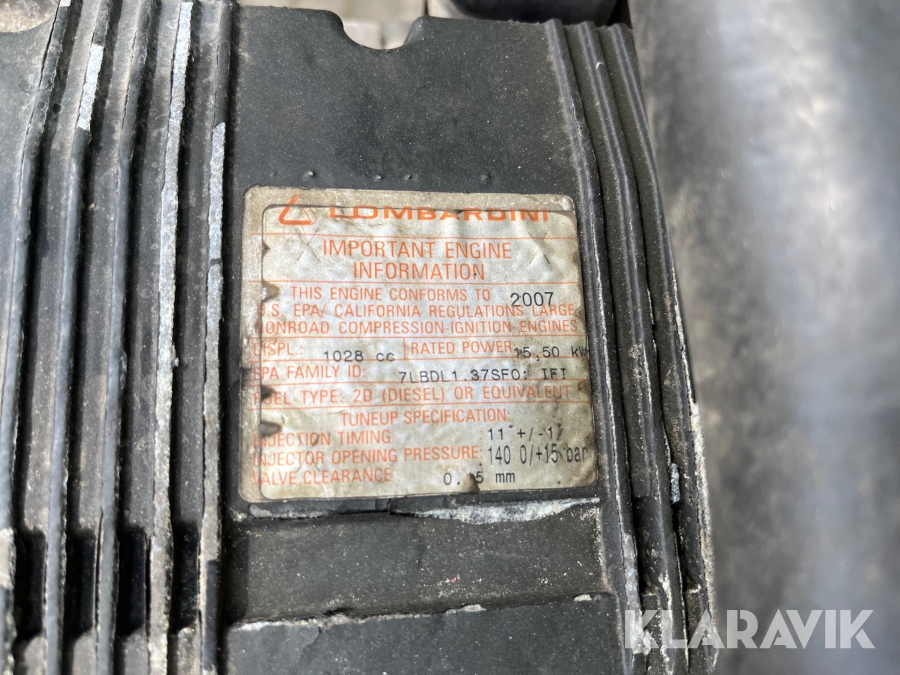 LOMBARDINI
IMPORTANT ENGINE
INFORMATION
THIS ENGINE CONFORMS TO 2007
U.S. EPA/ CALIFORNIA REGULATIONS LARGE
NONROAD COMPRESSION-IGNITION ENGINES
DISPL.: 1028 cc RATED POWER: 15,50 kW
EPA FAMILY ID: 7LBDL1.37SF0; IFI
FUEL TYPE: 2D (DIESEL) OR EQUIVALENT
TUNEUP SPECIFICATION:
INJECTION TIMING 11°+/-1°
INJECTOR OPENING PRESSURE: 140 0/+15 bar
VALVE CLEARANCE mm
KLARAVIK